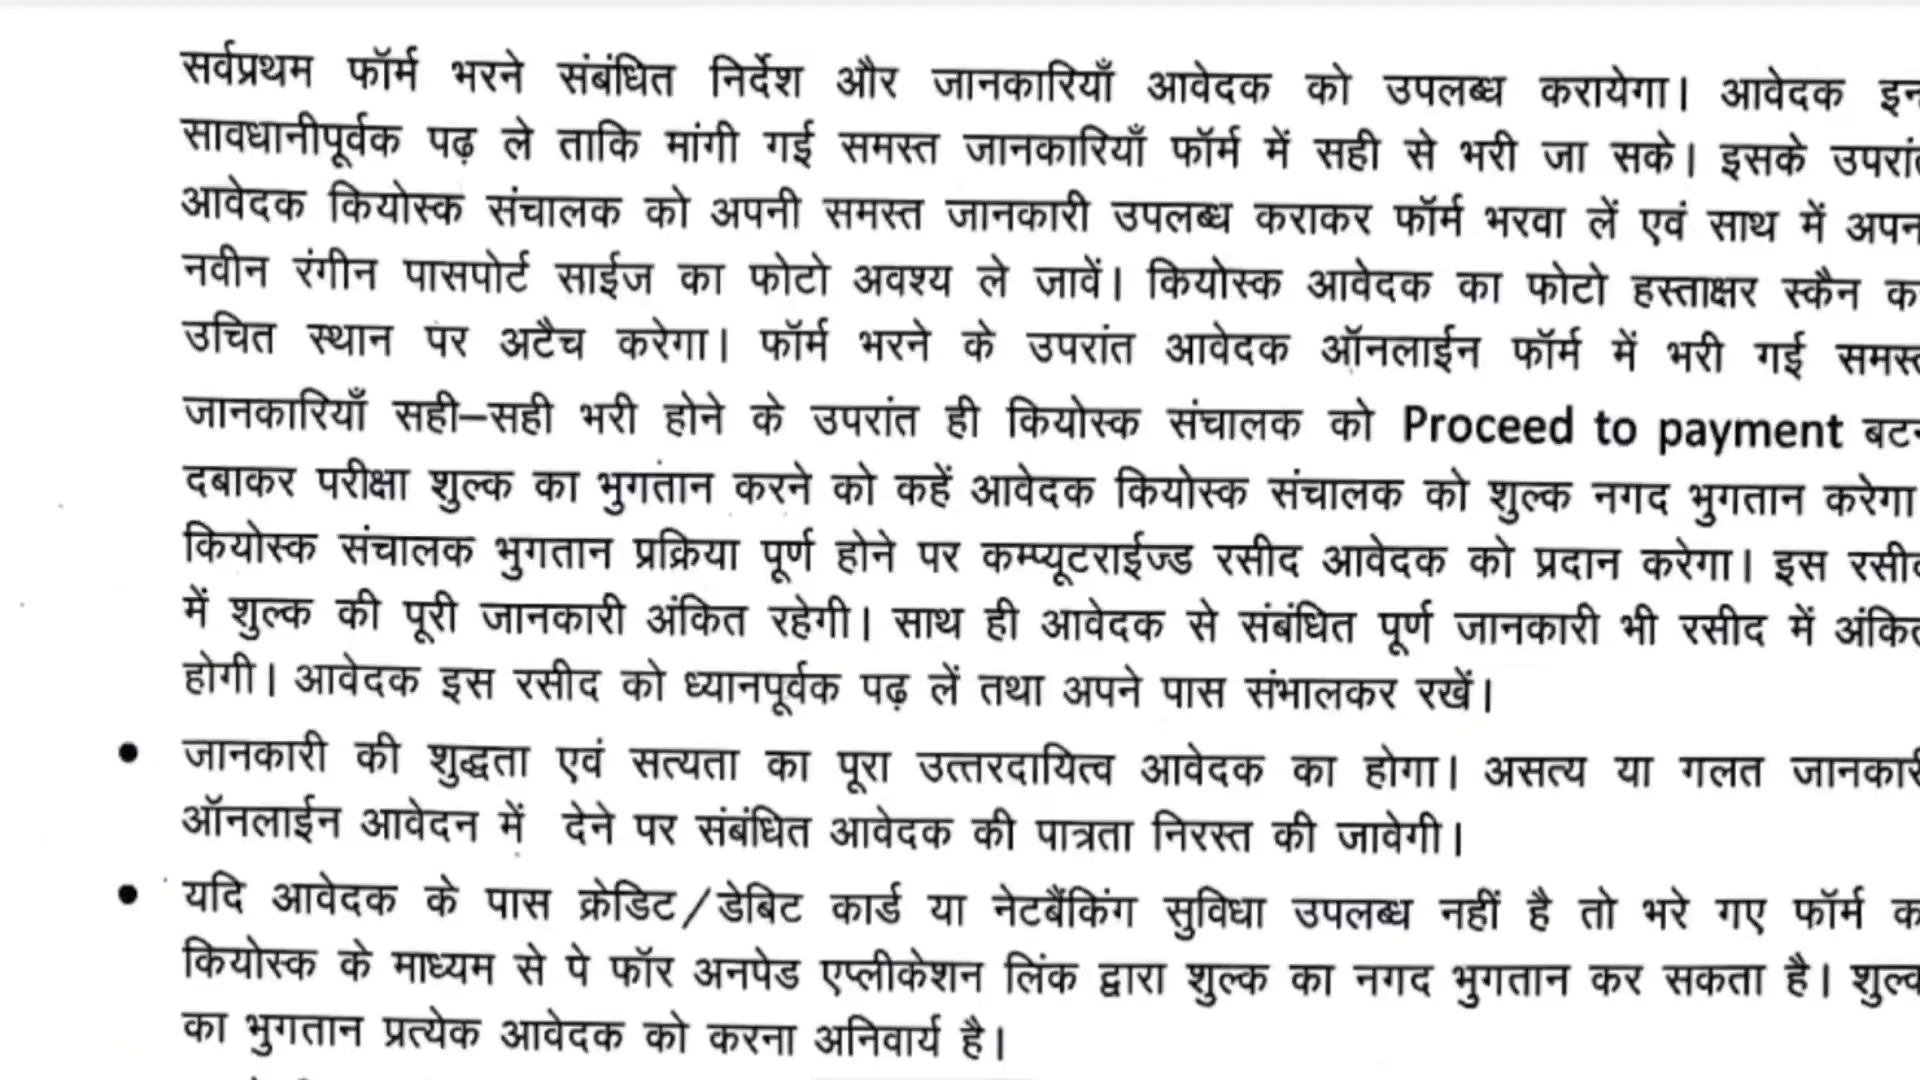 सर्वप्रथम फॉर्म भरने संबंधित निर्देश और जानकारियाँ आवेदक को उपलब्ध करायेगा। आवेदक
सावधानीपूर्वक पढ़ ले ताकि मांगी गई समस्त जानकारियाँ फॉर्म में सही से भरी जा सके। इसके
आवेदक कियोस्क संचालक को अपनी समस्त जानकारी उपलब्ध कराकर फॉर्म भरवा लें एवं साथ में
नवीन रंगीन पासपोर्ट साईज का फोटो अवश्य ले जावें। कियोस्क आवेदक का फोटो हस्ताक्षर स्कैन
उचित स्थान पर अटैच करेगा। फॉर्म भरने के उपरांत आवेदक ऑनलाईन फॉर्म में भरी गई
जानकारियाँ सही–सही भरी होने के उपरांत ही कियोस्क संचालक को Proceed to payment
दबाकर परीक्षा शुल्क का भुगतान करने को कहें आवेदक कियोस्क संचालक को शुल्क नगद भुगतान करेगा
कियोस्क संचालक भुगतान प्रक्रिया पूर्ण होने पर कम्प्यूटराईज्ड रसीद आवेदक को प्रदान करेगा। इस
में शुल्क की पूरी जानकारी अंकित रहेगी। साथ ही आवेदक से संबंधित पूर्ण जानकारी भी रसीद में
होगी। आवेदक इस रसीद को ध्यानपूर्वक पढ़ लें तथा अपने पास संभालकर रखें।
• जानकारी की शुद्धता एवं सत्यता का पूरा उत्तरदायित्व आवेदक का होगा। असत्य या गलत
ऑनलाईन आवेदन में देने पर संबंधित आवेदक की पात्रता निरस्त की जावेगी।
• यदि आवेदक के पास क्रेडिट/डेबिट कार्ड या नेटबैंकिंग सुविधा उपलब्ध नहीं है तो भरे गए फॉर्म
कियोस्क के माध्यम से पे फॉर अनपेड एप्लीकेशन लिंक द्वारा शुल्क का नगद भुगतान कर सकता है।
का भुगतान प्रत्येक आवेदक को करना अनिवार्य है।